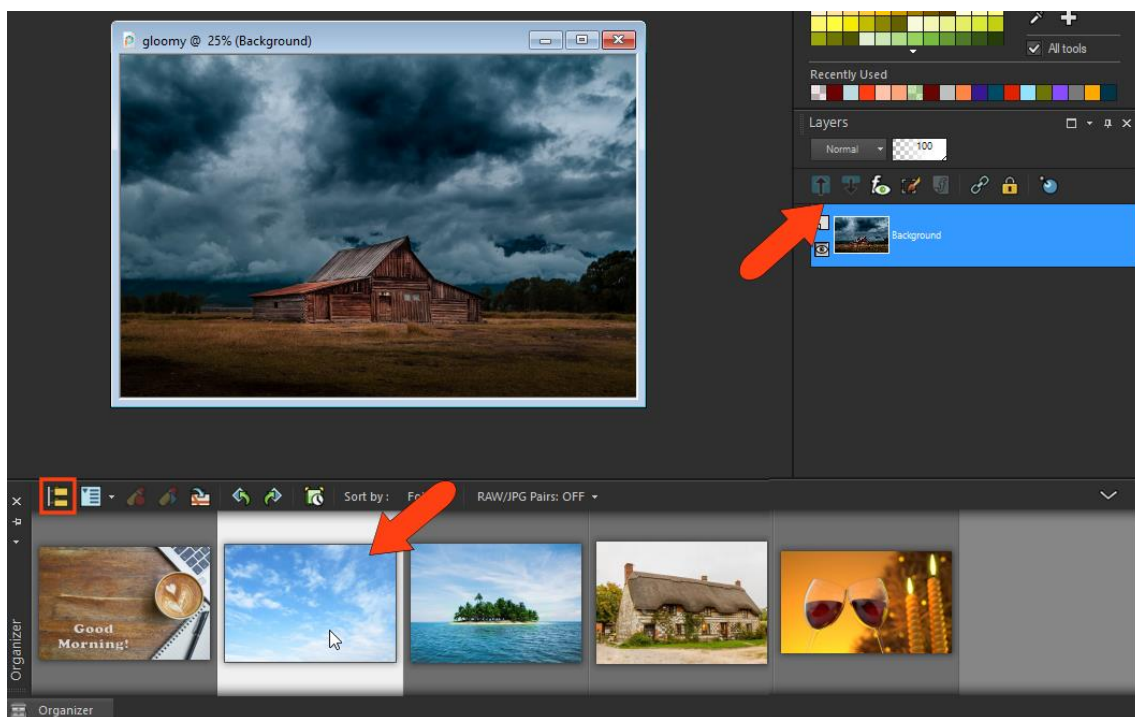 gloomy @ 25% (Background)
All tools
Recently Used
Layers
Normal
100
Background
Sort by :
RAW/JPG Pairs: OFF
Good
Morning!
Organizer
Organizer